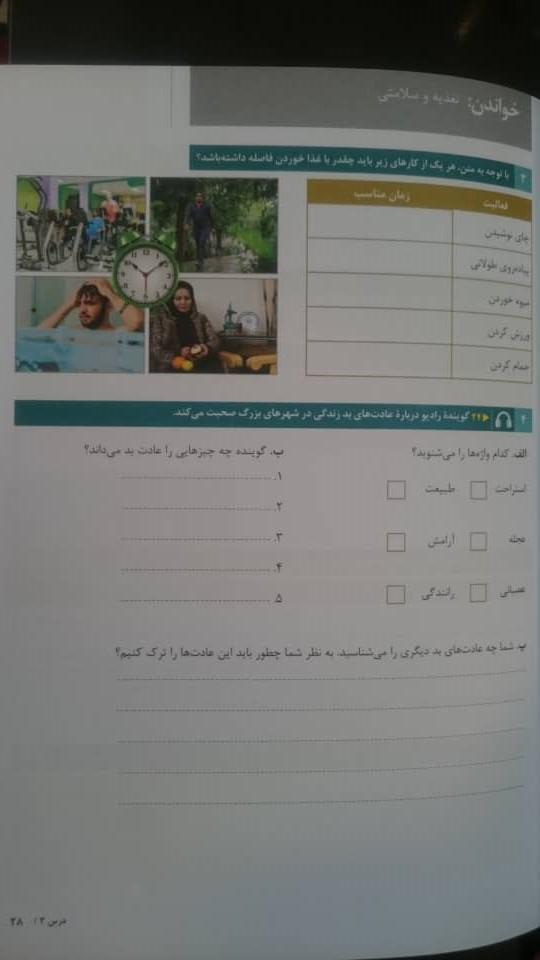 خواندن: تغذیه و سلامتی
۳ با توجه به متن، هر یک از کارهای زیر باید چقدر با غذا خوردن فاصله داشته‌باشد؟
فعالیت زمان مناسب
چای نوشیدن
پیاده‌روی طولانی
میوه خوردن
ورزش کردن
حمام کردن
۴ ۲۴ گویندهٔ رادیو دربارهٔ عادت‌های بد زندگی در شهرهای بزرگ صحبت می‌کند.
الف. کدام واژه‌ها را می‌شنوید؟
استراحت طبیعت
عجله آرامش
عصبانی رانندگی
ب. گوینده چه چیزهایی را عادت بد می‌داند؟
۱.
۲.
۳.
۴.
۵.
پ. شما چه عادت‌های بد دیگری را می‌شناسید. به نظر شما چطور باید این عادت‌ها را ترک کنیم؟
درس ۳ / ۲۸